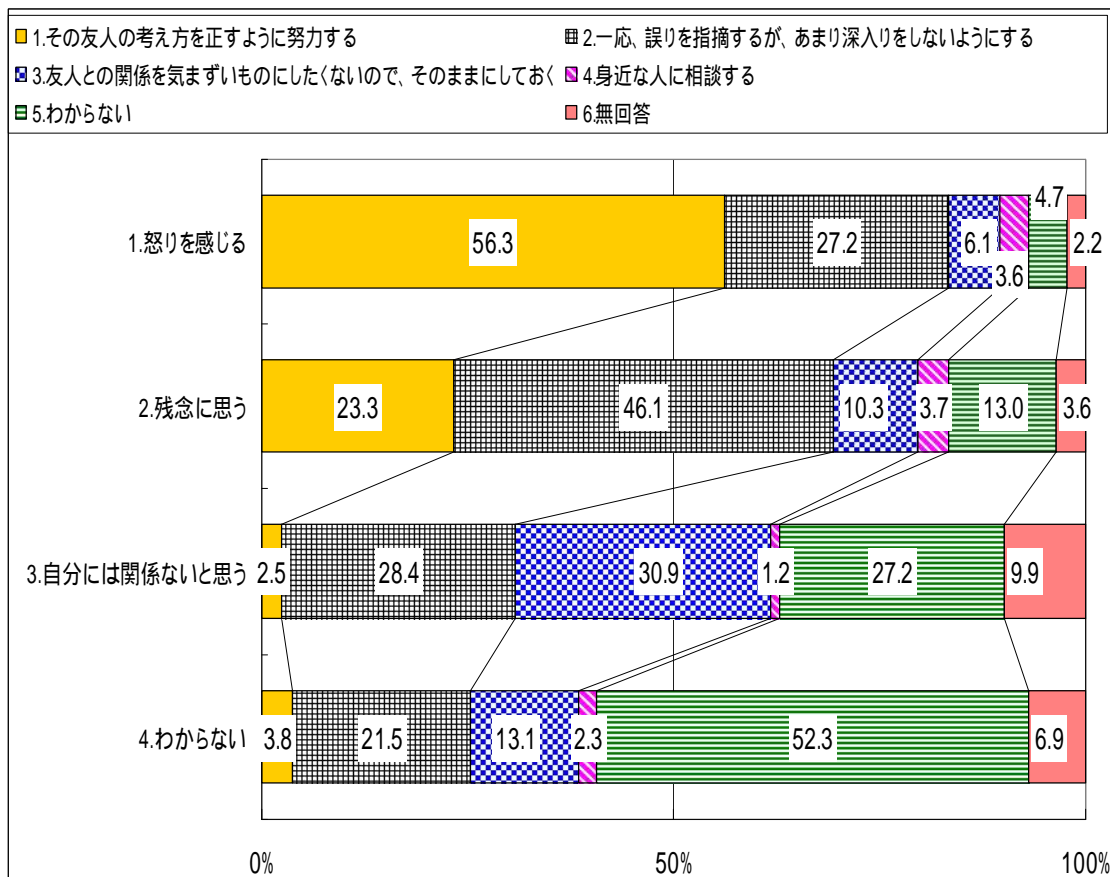 1.その友人の考え方を正すように努力する 2.一応、誤りを指摘するが、あまり深入りをしないようにする
3.友人との関係を気まずいものにしたくないので、そのままにしておく 4.身近な人に相談する
5.わからない 6.無回答
1.怒りを感じる 56.3 27.2 6.1 3.6 4.7 2.2
2.残念に思う 23.3 46.1 10.3 3.7 13.0 3.6
3.自分には関係ないと思う 2.5 28.4 30.9 1.2 27.2 9.9
4.わからない 3.8 21.5 13.1 2.3 52.3 6.9
0% 50% 100%